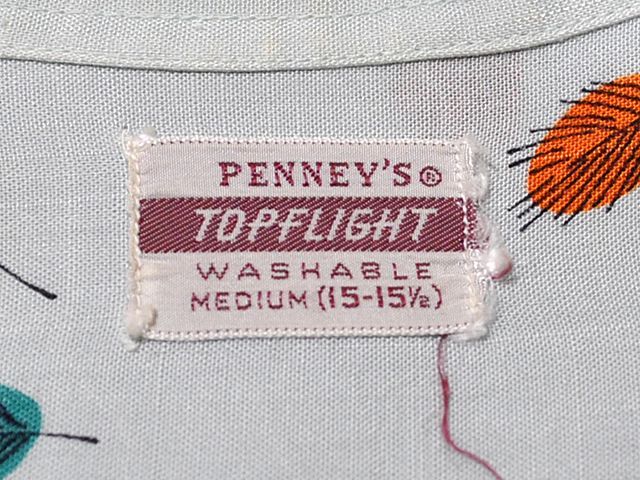 PENNEY'S®
TOPFLIGHT
WASHABLE
MEDIUM (15-15½)